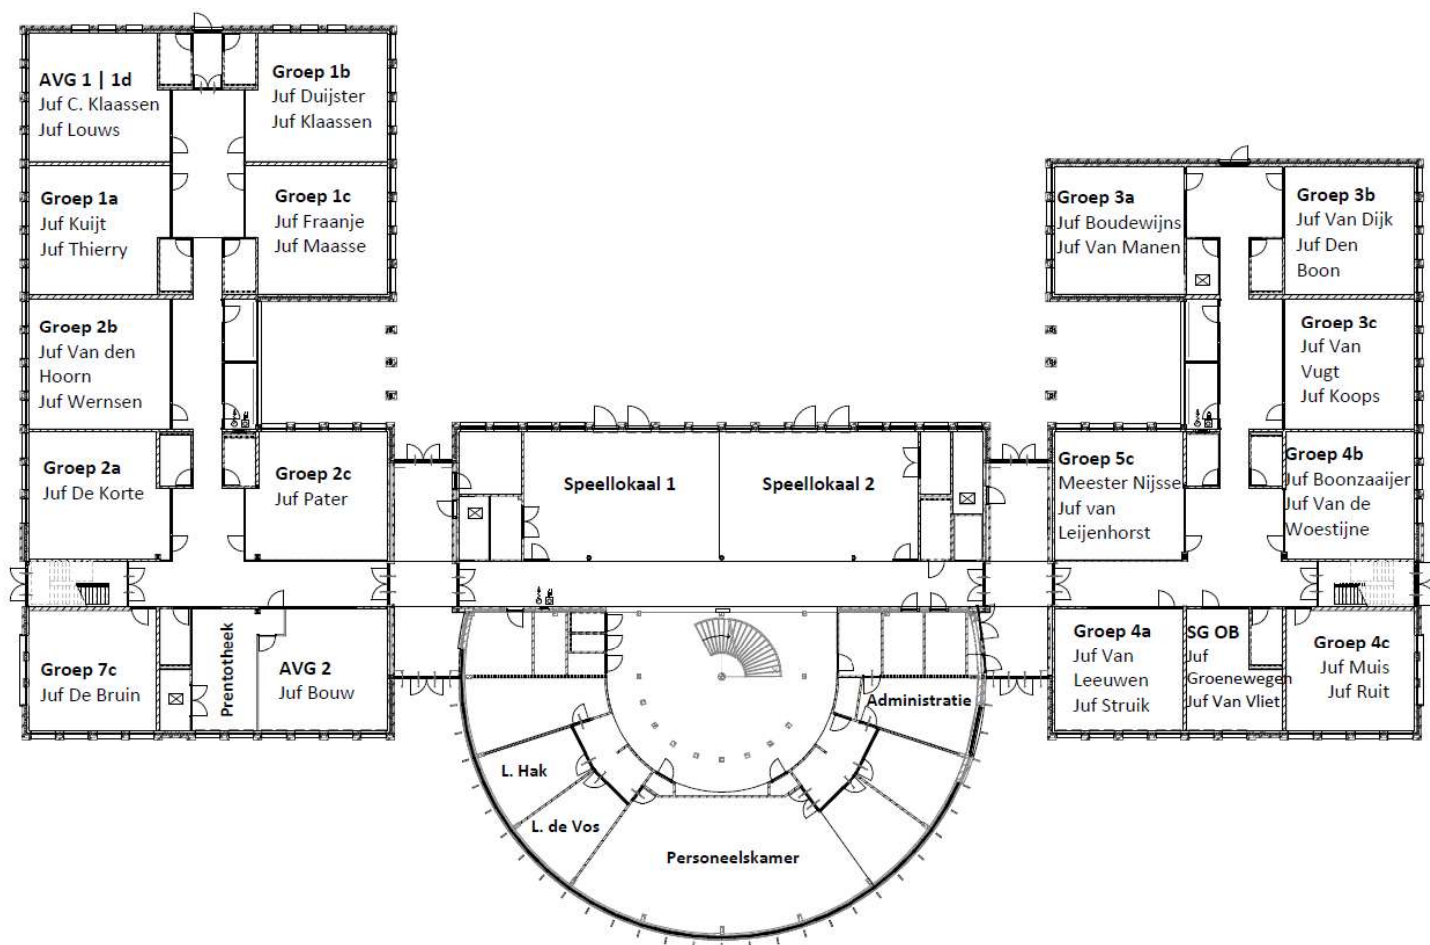 AVG 1 | 1d
Juf C. Klaassen
Juf Louws
Groep 1b
Juf Duijster
Juf Klaassen
Groep 1a
Juf Kuijt
Juf Thierry
Groep 1c
Juf Fraanje
Juf Maasse
Groep 2b
Juf Van den
Hoorn
Juf Wernsen
Groep 2a
Juf De Korte
Groep 2c
Juf Pater
Groep 7c
Juf De Bruin
Prentotheek
AVG 2
Juf Bouw
Speellokaal 1
Speellokaal 2
Administratie
L. Hak
L. de Vos
Personeelskamer
Groep 3a
Juf Boudewijns
Juf Van Manen
Groep 3b
Juf Van Dijk
Juf Den
Boon
Groep 3c
Juf Van
Vugt
Juf Koops
Groep 5c
Meester Nijsse
Juf van
Leijenhorst
Groep 4b
Juf Boonzaaijer
Juf Van de
Woestijne
Groep 4a
Juf Van
Leeuwen
Juf Struik
SG OB
Juf
Groenewegen
Juf Van Vliet
Groep 4c
Juf Muis
Juf Ruit